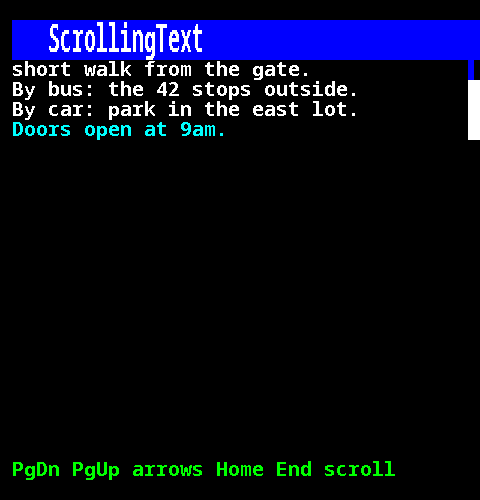 ScrollingText
short walk from the gate.
By bus: the 42 stops outside.
By car: park in the east lot.
Doors open at 9am.
PgDn PgUp arrows Home End scroll